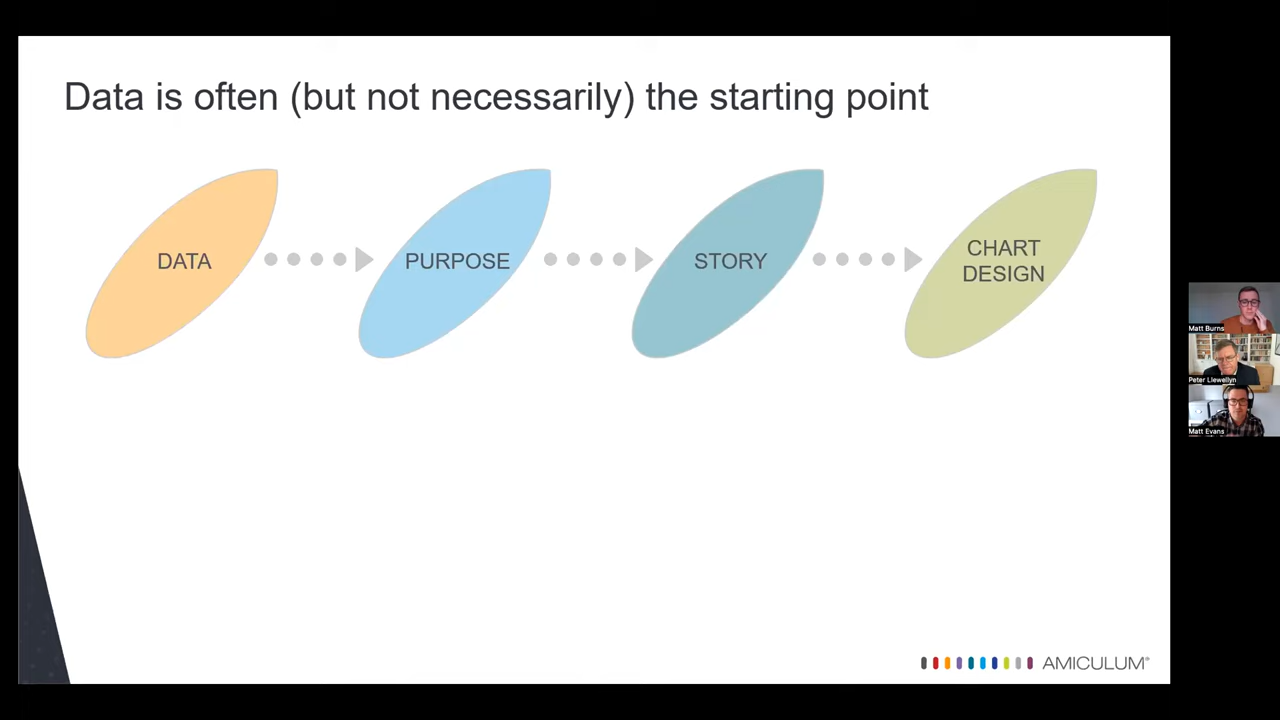 Data is often (but not necessarily) the starting point
DATA
PURPOSE
STORY
CHART
DESIGN
Matt Burns
Peter Llewellyn
Matt Evans
AMICULUM®